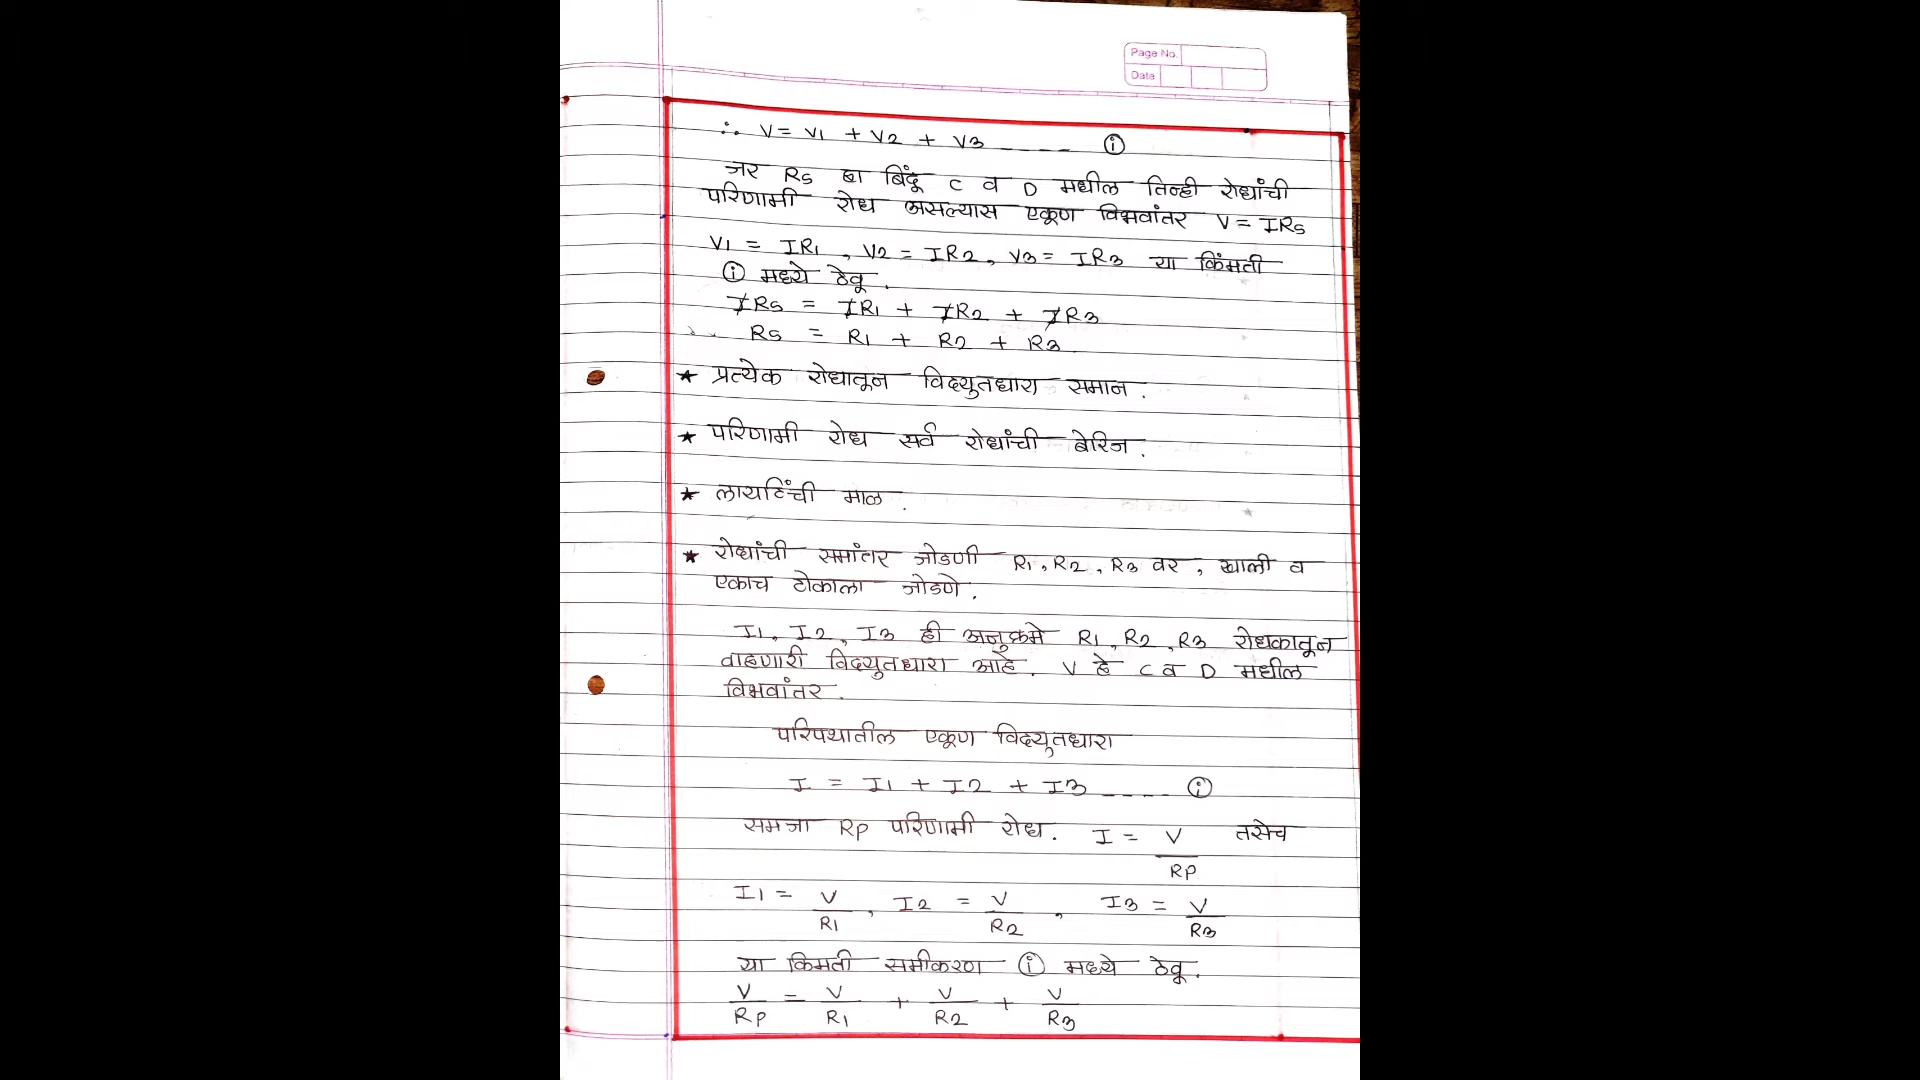 Page No.
Date
∴ V = V1 + V2 + V3 ---- ⓘ
जर Rs हा बिंदू C व D मधील तिन्ही रोधांची
परिणामी रोध असल्यास एकूण विभवांतर V = IRs
V1 = IR1, V2 = IR2, V3 = IR3 या किंमती
ⓘ मध्ये ठेवू.
IRs = IR1 + IR2 + IR3
∴ Rs = R1 + R2 + R3
★ प्रत्येक रोधातून विद्युतधारा समान.
★ परिणामी रोध सर्व रोधांची बेरिज.
★ लायटिंची माळ.
★ रोधांची समांतर जोडणी R1, R2, R3 वर, खाली व
एकाच टोकाला जोडणे.
I1, I2, I3 ही अनुक्रमे R1, R2, R3 रोधकातून
वाहणारी विद्युतधारा आहे. V हे C व D मधील
विभवांतर.
परिपथातील एकूण विद्युतधारा
I = I1 + I2 + I3 ---- ⓘ
समजा Rp परिणामी रोध. I = V/Rp तसेच
I1 = V/R1, I2 = V/R2, I3 = V/R3
या किमती समीकरण ⓘ मध्ये ठेवू.
V/Rp = V/R1 + V/R2 + V/R3